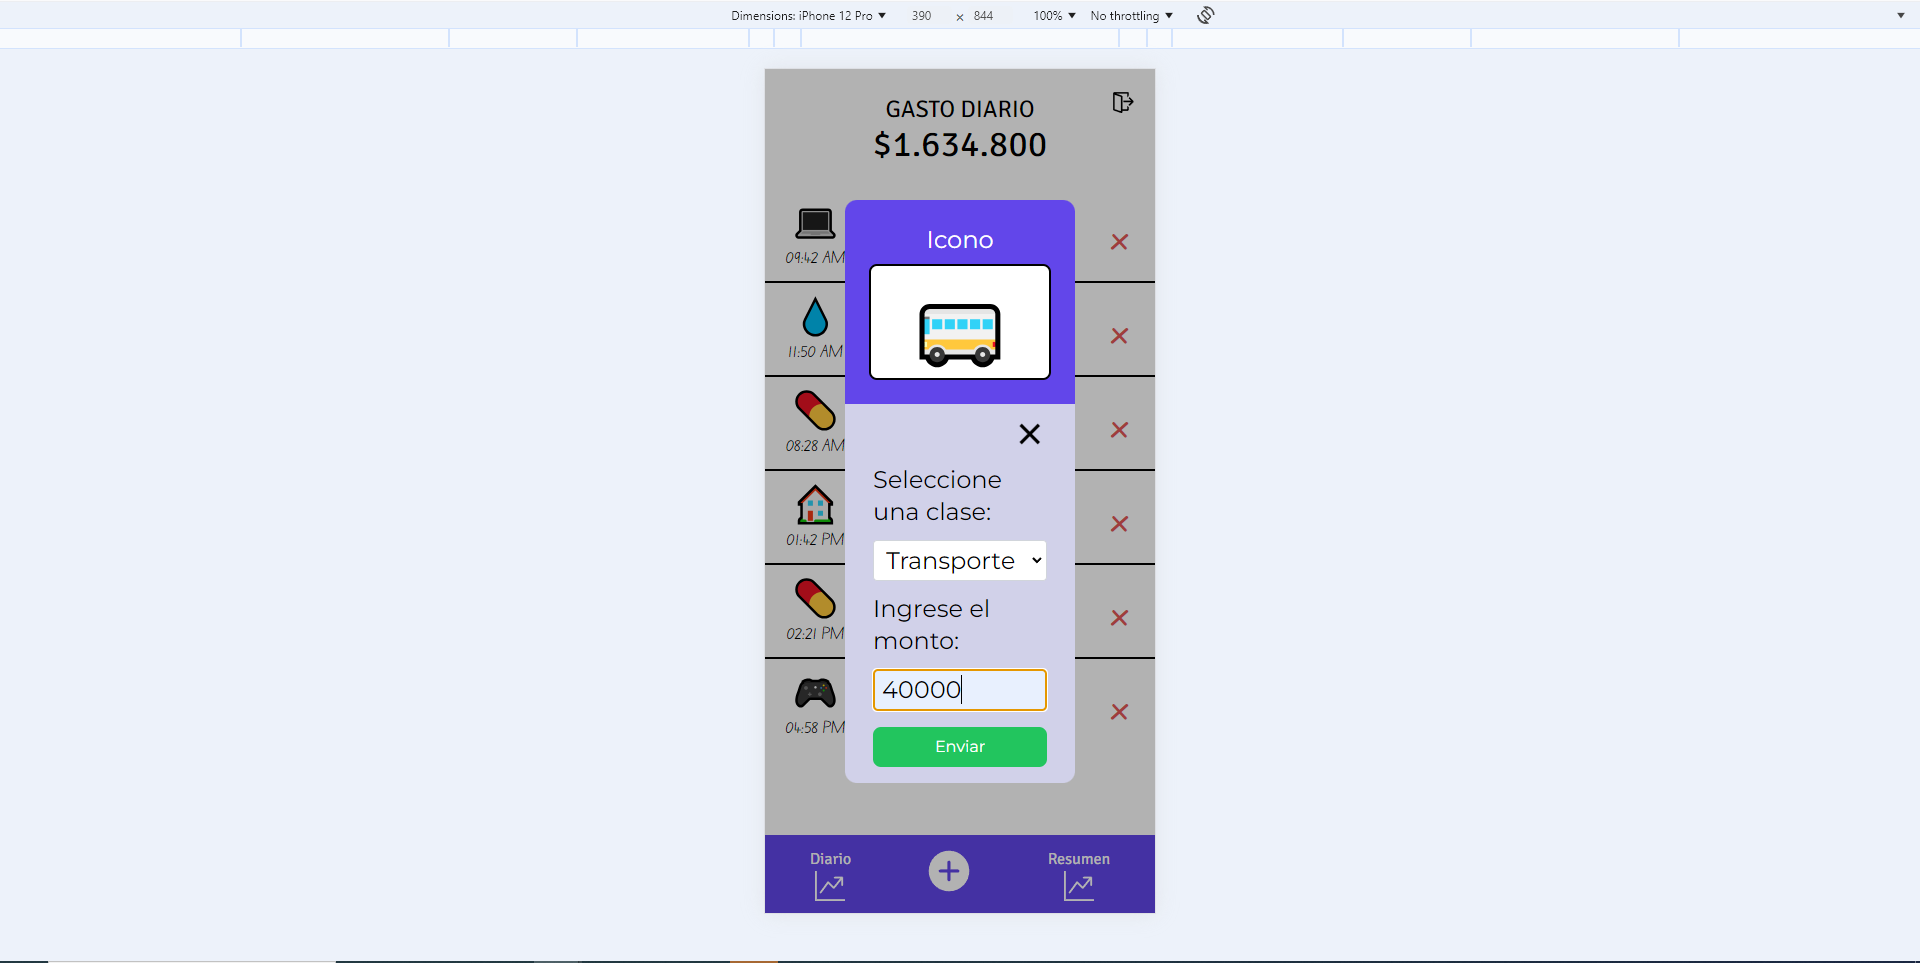 Dimensions: iPhone 12 Pro 390 × 844 100% No throttling
GASTO DIARIO
$1.634.800
Icono
09:42 AM
11:50 AM
08:28 AM
01:42 PM
02:21 PM
04:58 PM
Seleccione
una clase:
Transporte
Ingrese el
monto:
40000
Enviar
Diario
Resumen